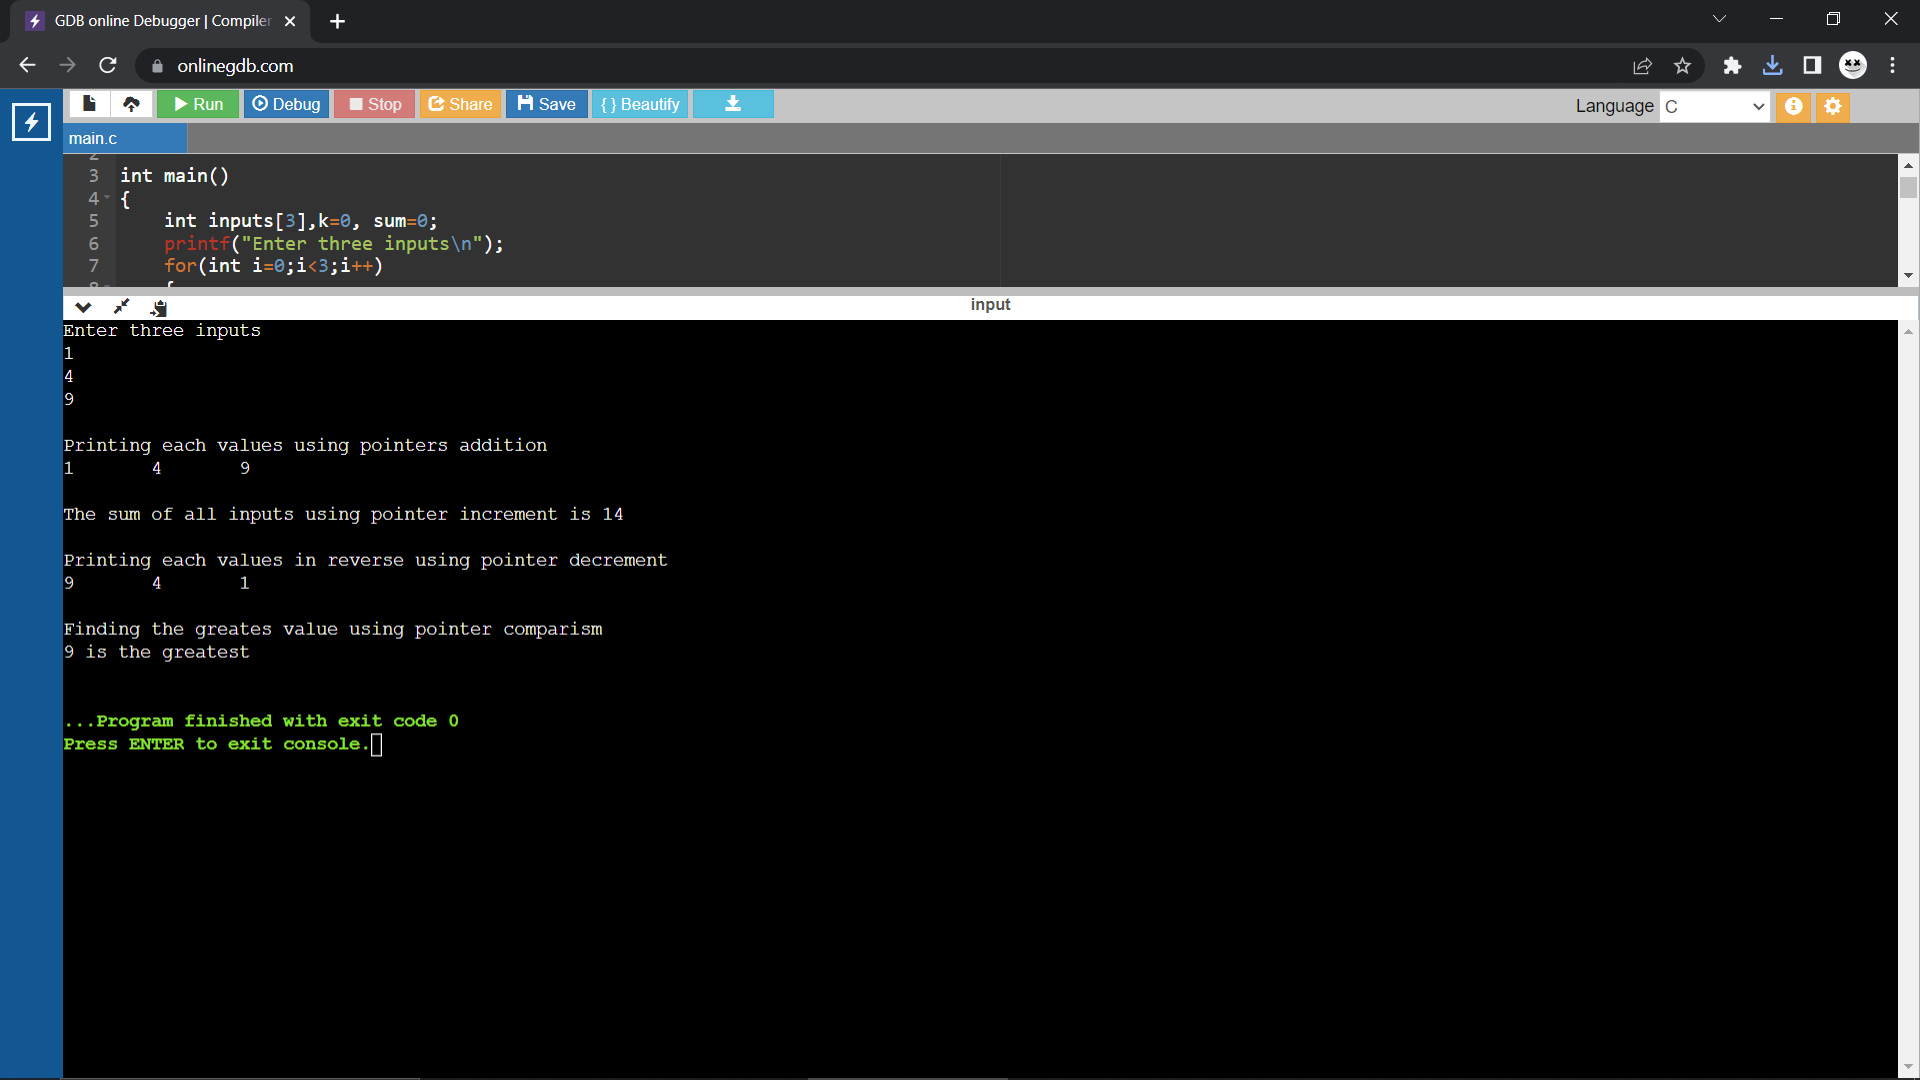 GDB online Debugger | Compiler
onlinegdb.com
Run Debug Stop Share Save { } Beautify Language C
main.c
2
3 int main()
4 {
5 int inputs[3],k=0, sum=0;
6 printf("Enter three inputs\n");
7 for(int i=0;i<3;i++)
8 {
input
Enter three inputs
1
4
9
Printing each values using pointers addition
1 4 9
The sum of all inputs using pointer increment is 14
Printing each values in reverse using pointer decrement
9 4 1
Finding the greates value using pointer comparism
9 is the greatest
...Program finished with exit code 0
Press ENTER to exit console.